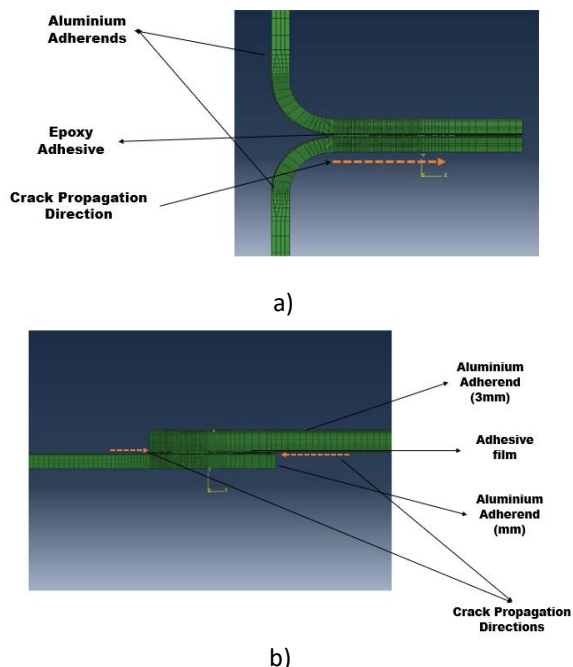 Aluminium
Adherends
Epoxy
Adhesive
Crack Propagation
Direction
a)
Aluminium
Adherend
(3mm)
Adhesive
film
Aluminium
Adherend
(mm)
Crack Propagation
Directions
b)